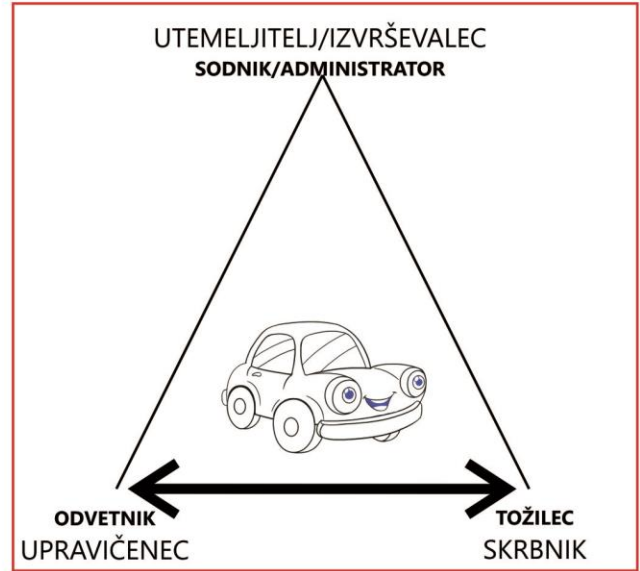 UTEMELJITELJ/IZVRŠEVALEC
SODNIK/ADMINISTRATOR
ODVETNIK
UPRAVIČENEC
TOŽILEC
SKRBNIK